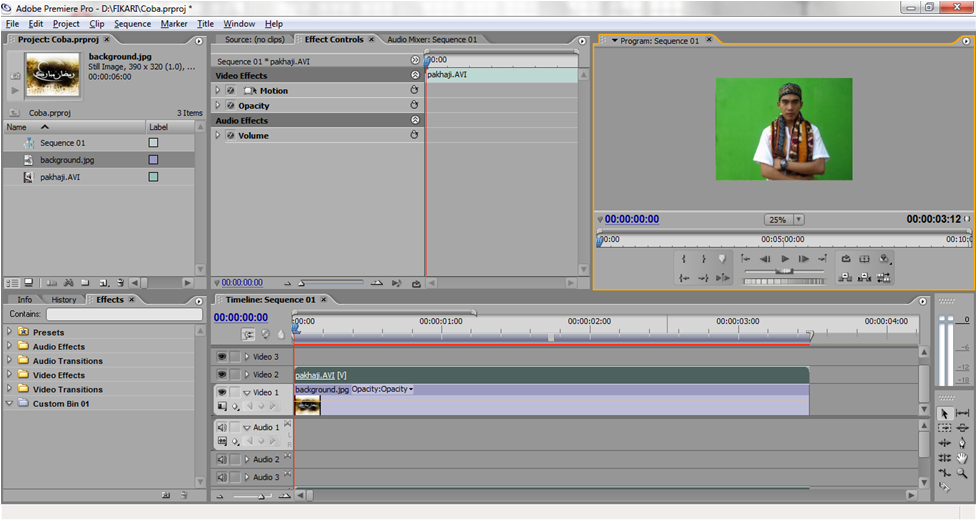 Adobe Premiere Pro - D:\FIKARI\Coba.prproj *
File Edit Project Clip Sequence Marker Title Window Help
Project: Coba.prproj
background.jpg
Still Image, 390 x 320 (1.0), ...
00:00:06:00
Coba.prproj 3 Items
Name Label
Sequence 01
background.jpg
pakhaji.AVI
Source: (no clips) Effect Controls Audio Mixer: Sequence 01
Sequence 01 * pakhaji.AVI
Video Effects
Motion
Opacity
Audio Effects
Volume
00:00
pakhaji.AVI
00:00:00:00
Program: Sequence 01
00:00:00:00 25% 00:00:03:12
00:00 00:05:00:00 00:10:0
Info History Effects
Contains:
Presets
Audio Effects
Audio Transitions
Video Effects
Video Transitions
Custom Bin 01
Timeline: Sequence 01
00:00:00:00
00:00 00:00:01:00 00:00:02:00 00:00:03:00 00:00:04:00
Video 3
Video 2
pakhaji.AVI [V]
Video 1
background.jpg Opacity:Opacity
Audio 1
L
R
Audio 2
Audio 3
0
-6
-12
-18